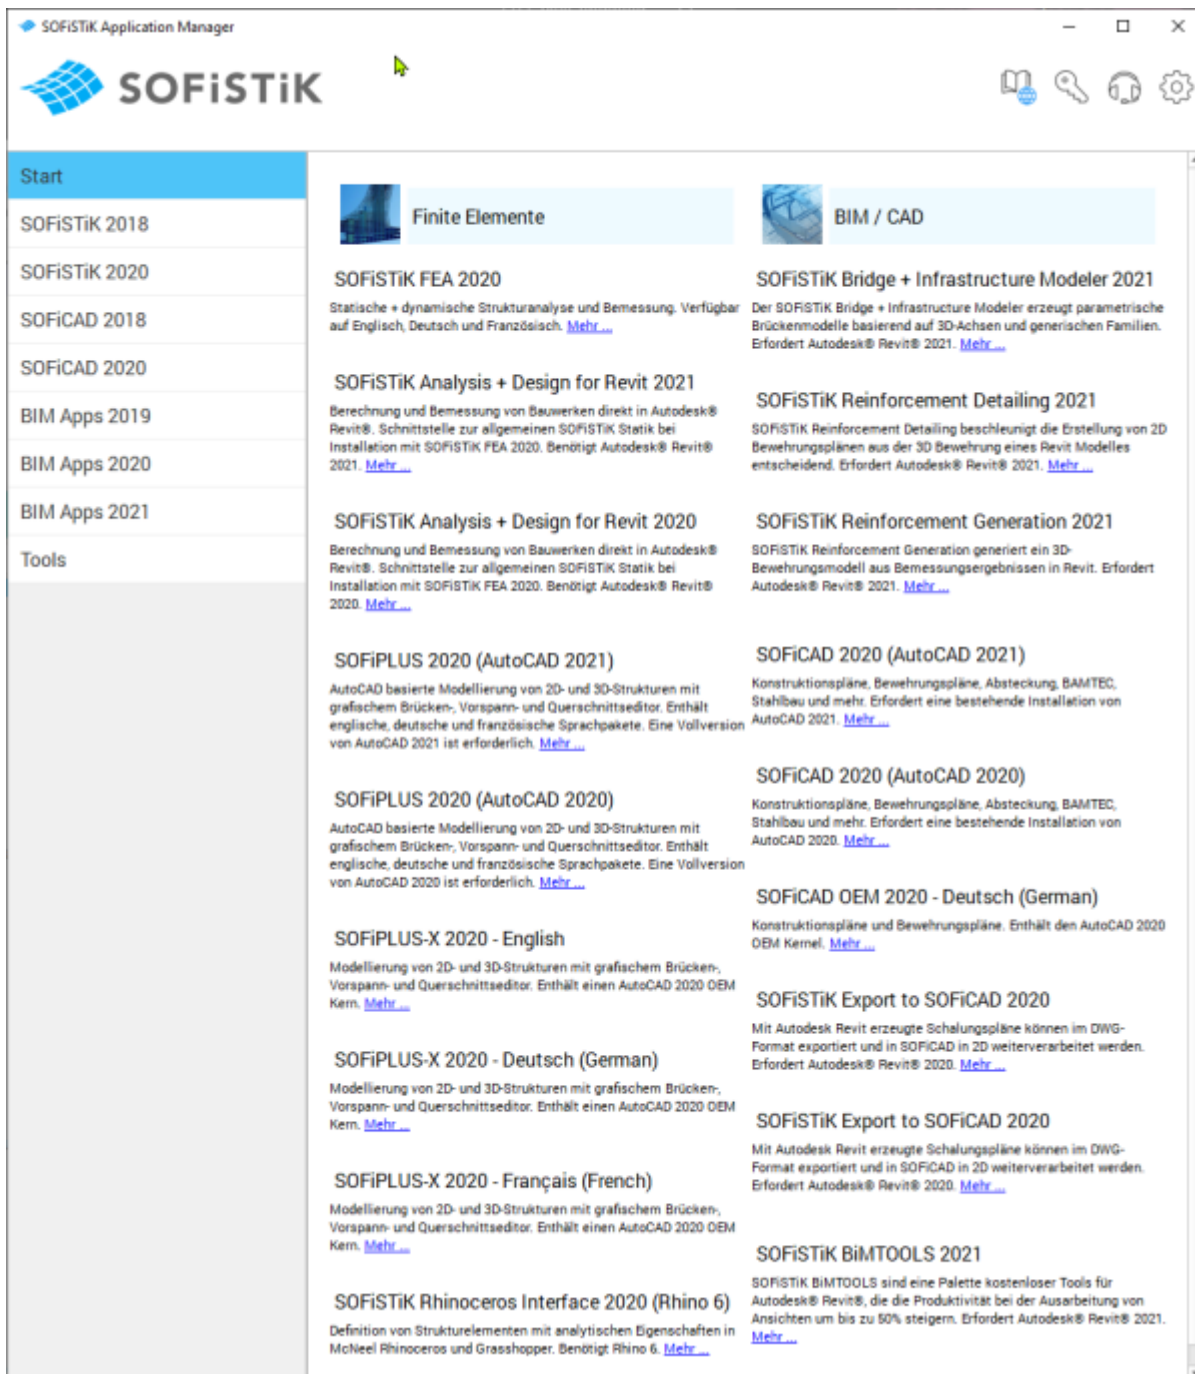 SOFiSTiK Application Manager
SOFiSTiK
Start
SOFiSTiK 2018
SOFiSTiK 2020
SOFiCAD 2018
SOFiCAD 2020
BIM Apps 2019
BIM Apps 2020
BIM Apps 2021
Tools
Finite Elemente
SOFiSTiK FEA 2020
Statische + dynamische Strukturanalyse und Bemessung. Verfügbar
auf Englisch, Deutsch und Französisch. Mehr ...
SOFiSTiK Analysis + Design for Revit 2021
Berechnung und Bemessung von Bauwerken direkt in Autodesk®
Revit®. Schnittstelle zur allgemeinen SOFiSTiK Statik bei
Installation mit SOFiSTiK FEA 2020. Benötigt Autodesk® Revit®
2021. Mehr ...
SOFiSTiK Analysis + Design for Revit 2020
Berechnung und Bemessung von Bauwerken direkt in Autodesk®
Revit®. Schnittstelle zur allgemeinen SOFiSTiK Statik bei
Installation mit SOFiSTiK FEA 2020. Benötigt Autodesk® Revit®
2020. Mehr ...
SOFiPLUS 2020 (AutoCAD 2021)
AutoCAD basierte Modellierung von 2D- und 3D-Strukturen mit
grafischem Brücken-, Vorspann- und Querschnittseditor. Enthält
englische, deutsche und französische Sprachpakete. Eine Vollversion
von AutoCAD 2021 ist erforderlich. Mehr ...
SOFiPLUS 2020 (AutoCAD 2020)
AutoCAD basierte Modellierung von 2D- und 3D-Strukturen mit
grafischem Brücken-, Vorspann- und Querschnittseditor. Enthält
englische, deutsche und französische Sprachpakete. Eine Vollversion
von AutoCAD 2020 ist erforderlich. Mehr ...
SOFiPLUS-X 2020 - English
Modellierung von 2D- und 3D-Strukturen mit grafischem Brücken-,
Vorspann- und Querschnittseditor. Enthält einen AutoCAD 2020 OEM
Kern. Mehr ...
SOFiPLUS-X 2020 - Deutsch (German)
Modellierung von 2D- und 3D-Strukturen mit grafischem Brücken-,
Vorspann- und Querschnittseditor. Enthält einen AutoCAD 2020 OEM
Kern. Mehr ...
SOFiPLUS-X 2020 - Français (French)
Modellierung von 2D- und 3D-Strukturen mit grafischem Brücken-,
Vorspann- und Querschnittseditor. Enthält einen AutoCAD 2020 OEM
Kern. Mehr ...
SOFiSTiK Rhinoceros Interface 2020 (Rhino 6)
Definition von Strukturelementen mit analytischen Eigenschaften in
McNeel Rhinoceros und Grasshopper. Benötigt Rhino 6. Mehr ...
BIM / CAD
SOFiSTiK Bridge + Infrastructure Modeler 2021
Der SOFiSTiK Bridge + Infrastructure Modeler erzeugt parametrische
Brückenmodelle basierend auf 3D-Achsen und generischen Familien.
Erfordert Autodesk® Revit® 2021. Mehr ...
SOFiSTiK Reinforcement Detailing 2021
SOFiSTiK Reinforcement Detailing beschleunigt die Erstellung von 2D
Bewehrungsplänen aus der 3D Bewehrung eines Revit Modelles
entscheidend. Erfordert Autodesk® Revit® 2021. Mehr ...
SOFiSTiK Reinforcement Generation 2021
SOFiSTiK Reinforcement Generation generiert ein 3D-
Bewehrungsmodell aus Bemessungsergebnissen in Revit. Erfordert
Autodesk® Revit® 2021. Mehr ...
SOFiCAD 2020 (AutoCAD 2021)
Konstruktionspläne, Bewehrungspläne, Absteckung, BAMTEC,
Stahlbau und mehr. Erfordert eine bestehende Installation von
AutoCAD 2021. Mehr ...
SOFiCAD 2020 (AutoCAD 2020)
Konstruktionspläne, Bewehrungspläne, Absteckung, BAMTEC,
Stahlbau und mehr. Erfordert eine bestehende Installation von
AutoCAD 2020. Mehr ...
SOFiCAD OEM 2020 - Deutsch (German)
Konstruktionspläne und Bewehrungspläne. Enthält den AutoCAD 2020
OEM Kernel. Mehr ...
SOFiSTiK Export to SOFiCAD 2020
Mit Autodesk Revit erzeugte Schalungspläne können im DWG-
Format exportiert und in SOFiCAD in 2D weiterverarbeitet werden.
Erfordert Autodesk® Revit® 2020. Mehr ...
SOFiSTiK Export to SOFiCAD 2020
Mit Autodesk Revit erzeugte Schalungspläne können im DWG-
Format exportiert und in SOFiCAD in 2D weiterverarbeitet werden.
Erfordert Autodesk® Revit® 2020. Mehr ...
SOFiSTiK BiMTOOLS 2021
SOFiSTiK BiMTOOLS sind eine Palette kostenloser Tools für
Autodesk® Revit®, die die Produktivität bei der Ausarbeitung von
Ansichten um bis zu 50% steigern. Erfordert Autodesk® Revit® 2021.
Mehr ...